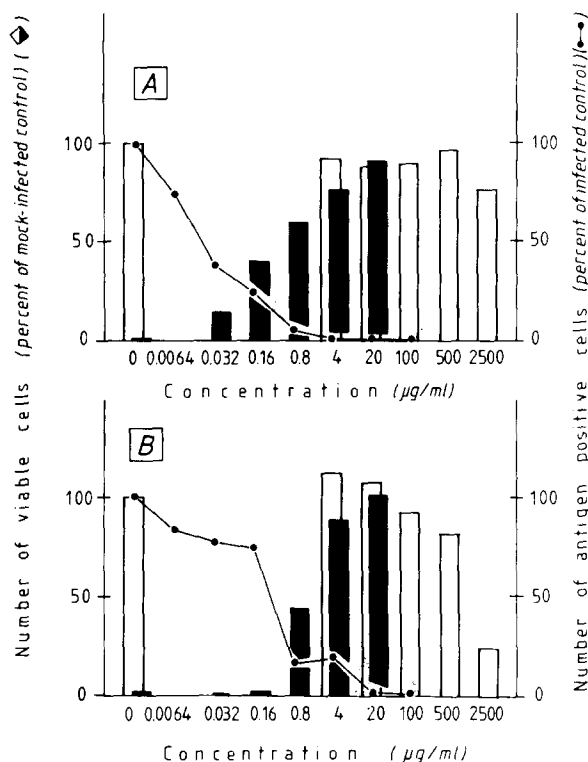 Number of viable cells (percent of mock-infected control) ( )
Number of antigen positive cells (percent of infected control) ( )
A
100
50
0
100
50
0
0 0.0064 0.032 0.16 0.8 4 20 100 500 2500
Concentration (µg/ml)
B
100
50
0
100
50
0
0 0.0064 0.032 0.16 0.8 4 20 100 500 2500
Concentration (µg/ml)